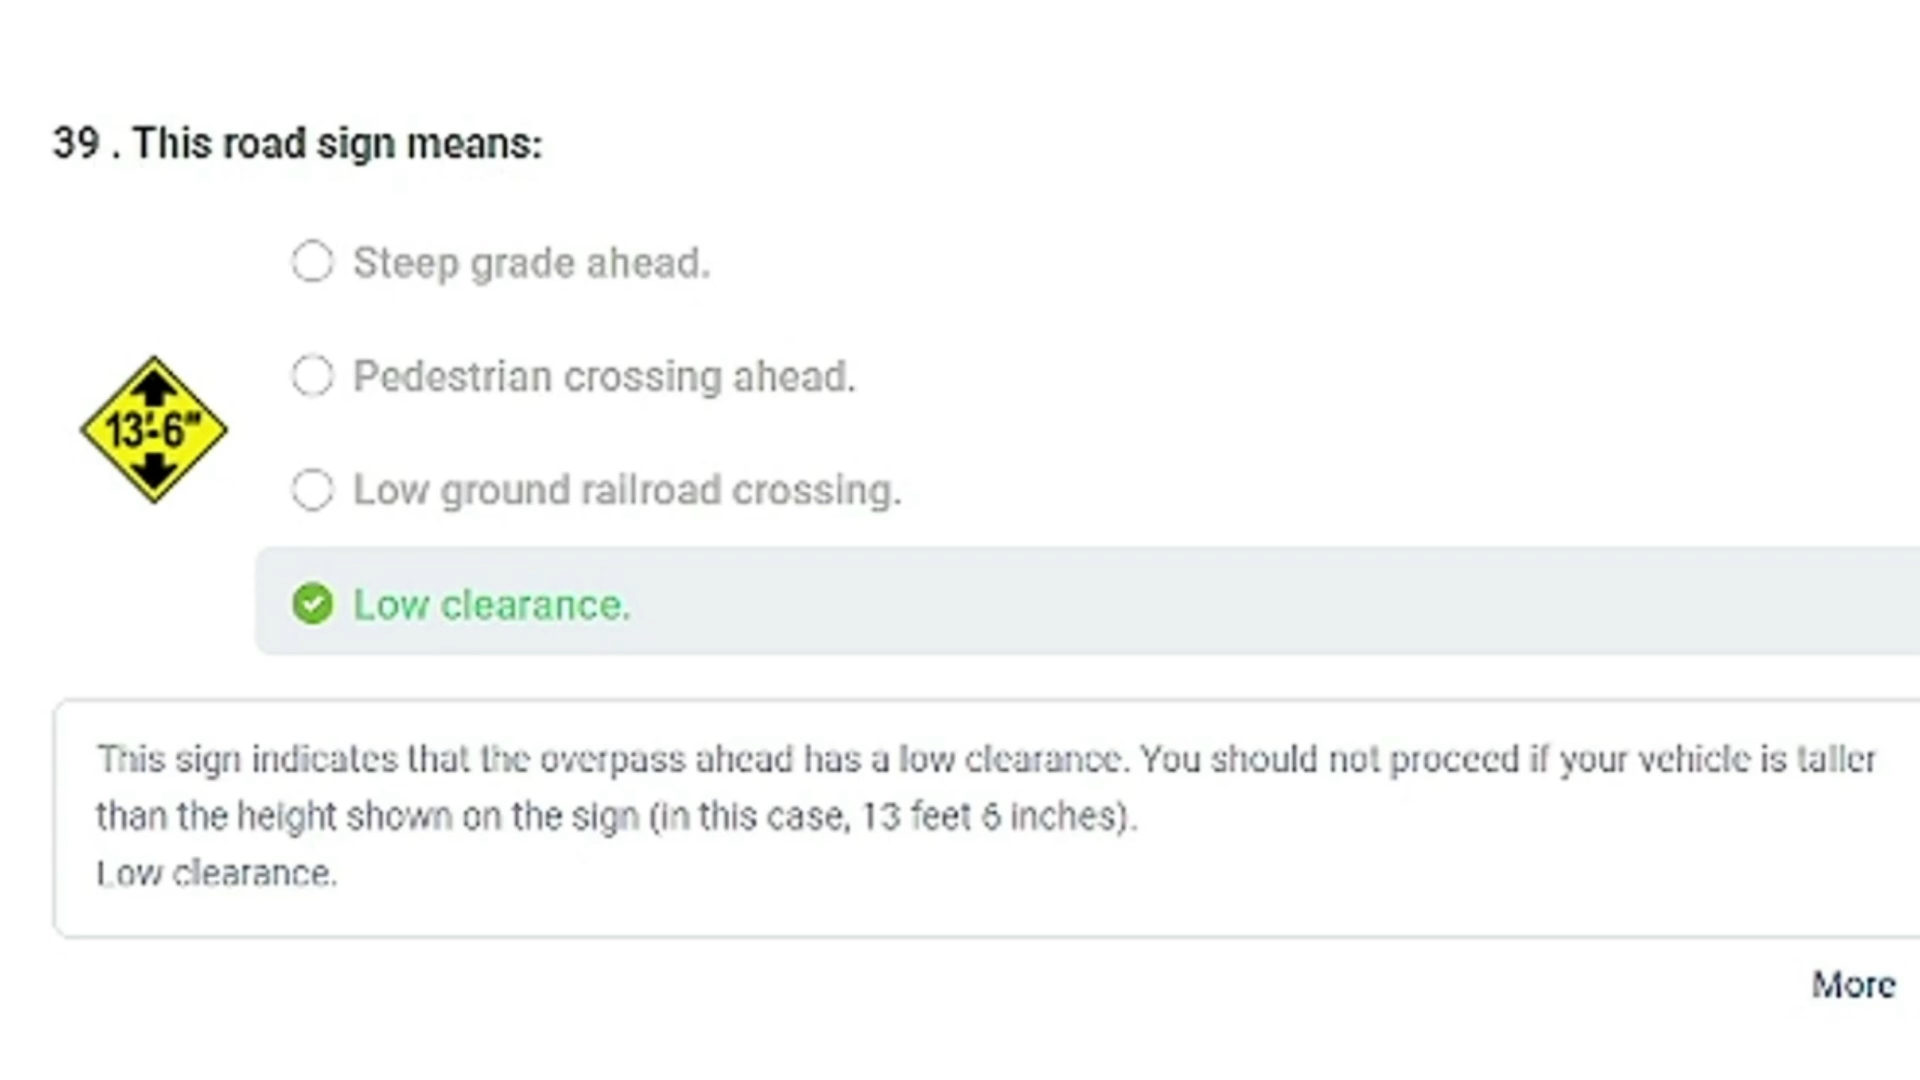 39 . This road sign means:
Steep grade ahead.
Pedestrian crossing ahead.
13'-6"
Low ground railroad crossing.
Low clearance.
This sign indicates that the overpass ahead has a low clearance. You should not proceed if your vehicle is taller
than the height shown on the sign (in this case, 13 feet 6 inches).
Low clearance.
More